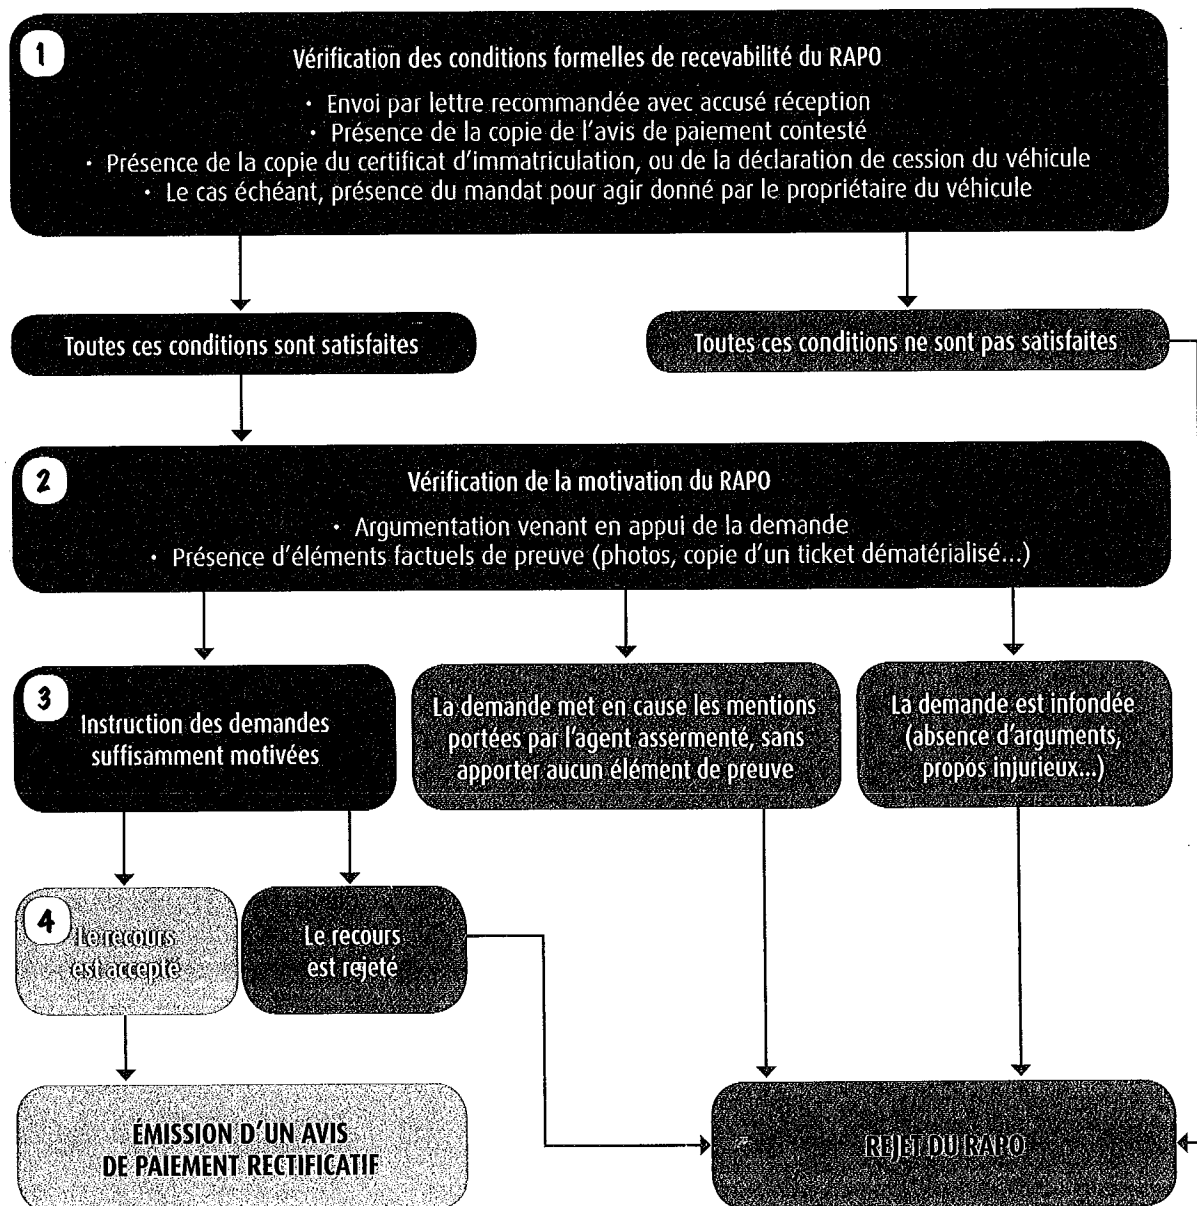 1
Vérification des conditions formelles de recevabilité du RAPO
• Envoi par lettre recommandée avec accusé réception
• Présence de la copie de l'avis de paiement contesté
• Présence de la copie du certificat d'immatriculation, ou de la déclaration de cession du véhicule
• Le cas échéant, présence du mandat pour agir donné par le propriétaire du véhicule
Toutes ces conditions sont satisfaites
Toutes ces conditions ne sont pas satisfaites
2
Vérification de la motivation du RAPO
• Argumentation venant en appui de la demande
• Présence d'éléments factuels de preuve (photos, copie d'un ticket dématérialisé...)
3
Instruction des demandes
suffisamment motivées
La demande met en cause les mentions
portées par l'agent assermenté, sans
apporter aucun élément de preuve
La demande est infondée
(absence d'arguments,
propos injurieux...)
4
Le recours
est accepté
Le recours
est rejeté
ÉMISSION D'UN AVIS
DE PAIEMENT RECTIFICATIF
REJET DU RAPO